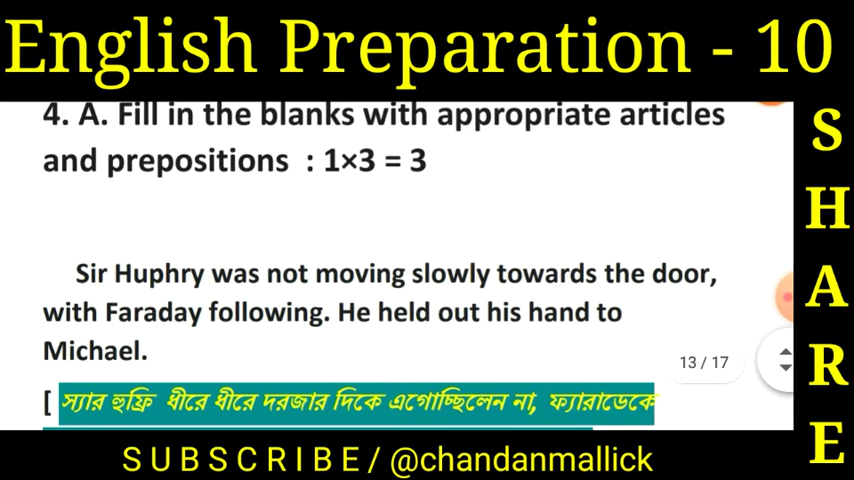 English Preparation - 10
4. A. Fill in the blanks with appropriate articles
and prepositions : 1×3 = 3
Sir Huphry was not moving slowly towards the door,
with Faraday following. He held out his hand to
Michael.
13 / 17
[ স্যার হুফ্রি ধীরে ধীরে দরজার দিকে এগোচ্ছিলেন না, ফ্যারাডেকে
SUBSCRIBE/ @chandanmallick
SHARE